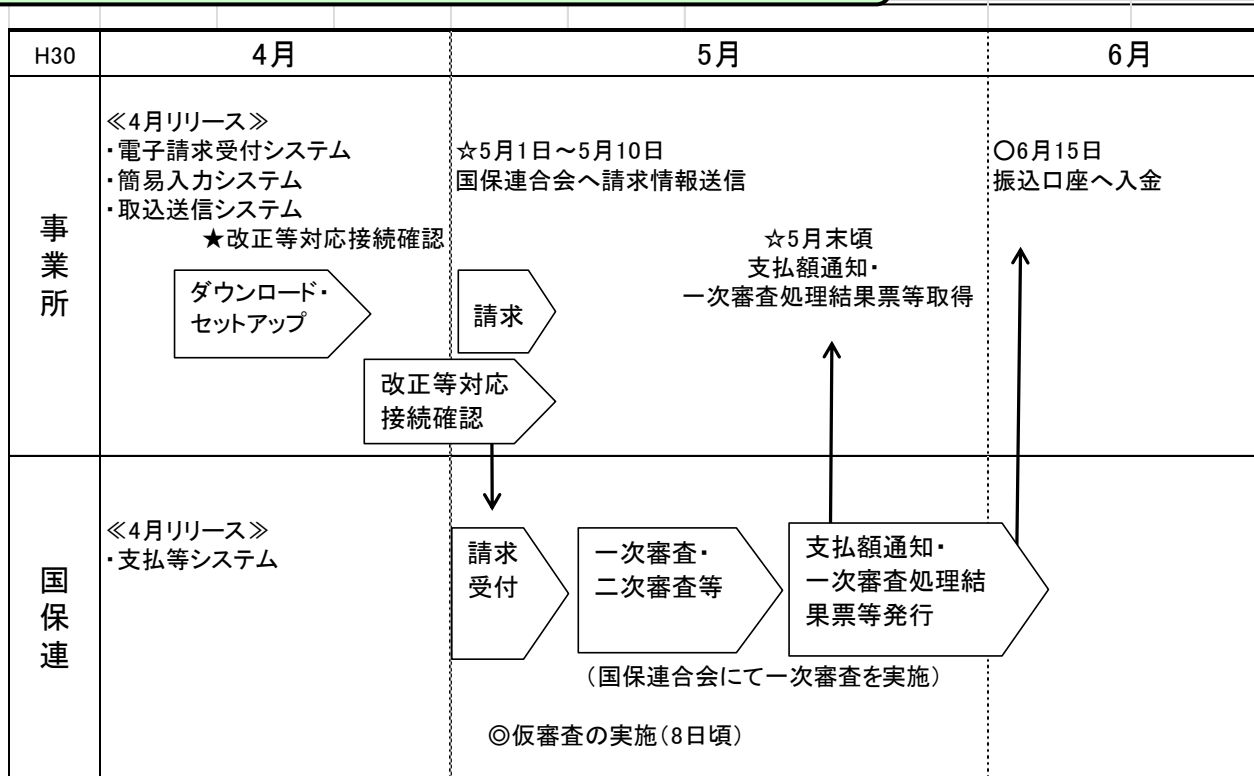 H30
4月
5月
6月
事業所
≪4月リリース≫
・電子請求受付システム
・簡易入力システム
・取込送信システム
★改正等対応接続確認
ダウンロード・
セットアップ
☆5月1日～5月10日
国保連合会へ請求情報送信
請求
改正等対応
接続確認
☆5月末頃
支払額通知・
一次審査処理結果票等取得
○6月15日
振込口座へ入金
国保連
≪4月リリース≫
・支払等システム
請求
受付
一次審査・
二次審査等
支払額通知・
一次審査処理結
果票等発行
（国保連合会にて一次審査を実施）
◎仮審査の実施（8日頃）